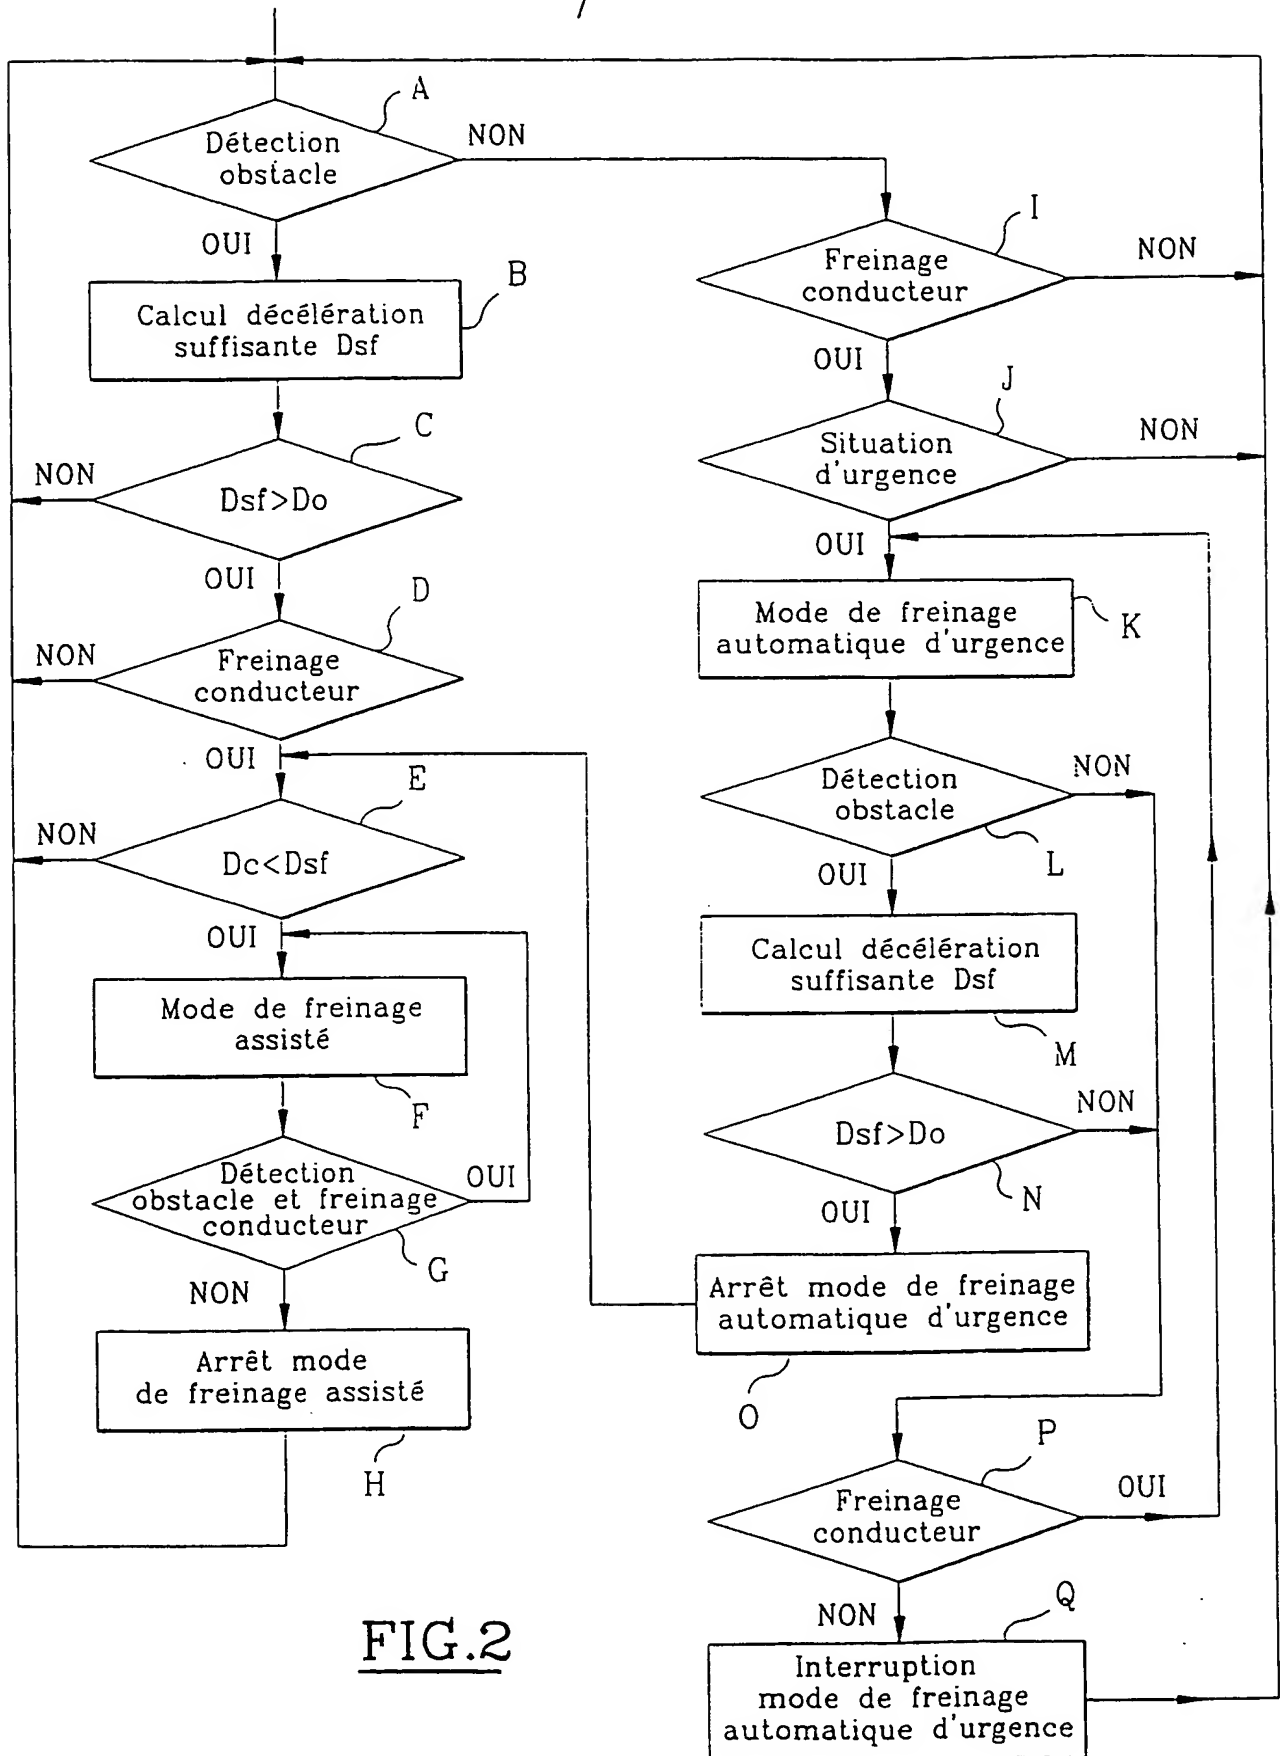 A
Détection
obstacle
NON
OUI
B
Calcul décélération
suffisante Dsf
C
NON
Dsf>Do
OUI
D
NON
Freinage
conducteur
OUI
E
NON
Dc<Dsf
OUI
Mode de freinage
assisté
F
Détection
obstacle et freinage
conducteur
OUI
G
NON
Arrêt mode
de freinage assisté
H
I
Freinage
conducteur
NON
OUI
J
Situation
d'urgence
NON
OUI
Mode de freinage
automatique d'urgence
K
Détection
obstacle
NON
L
OUI
Calcul décélération
suffisante Dsf
M
Dsf>Do
NON
N
OUI
Arrêt mode de freinage
automatique d'urgence
O
P
Freinage
conducteur
OUI
NON
Q
Interruption
mode de freinage
automatique d'urgence
FIG.2